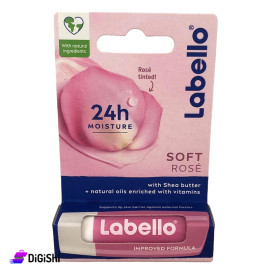 With natural
ingredients
Rosé
tinted!
24h
MOISTURE
Labello
SOFT
ROSÉ
with Shea butter
+ natural oils enriched with vitamins
Labello
IMPROVED FORMULA
DiGiSHi